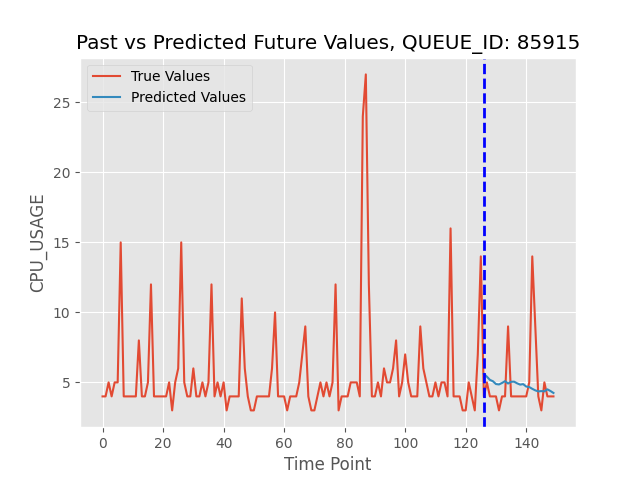 Past vs Predicted Future Values, QUEUE_ID: 85915
True Values
Predicted Values
25
20
15
10
5
CPU_USAGE
0 20 40 60 80 100 120 140
Time Point